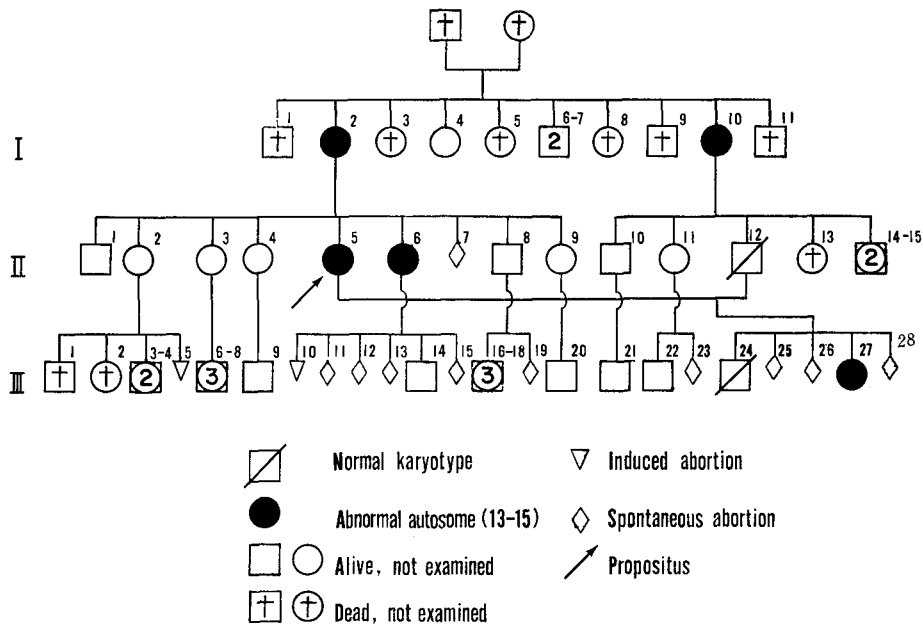 1 2 3 4 5 6-7 8 9 10 11
I 2
1 2 3 4 5 6 7 8 9 10 11 12 13 14-15
II 2
1 2 3-4 5 6-8 9 10 11 12 13 14 15 16-18 19 20 21 22 23 24 25 26 27 28
III 2 3 3
Normal karyotype
Induced abortion
Abnormal autosome (13-15)
Spontaneous abortion
Alive, not examined
Propositus
Dead, not examined